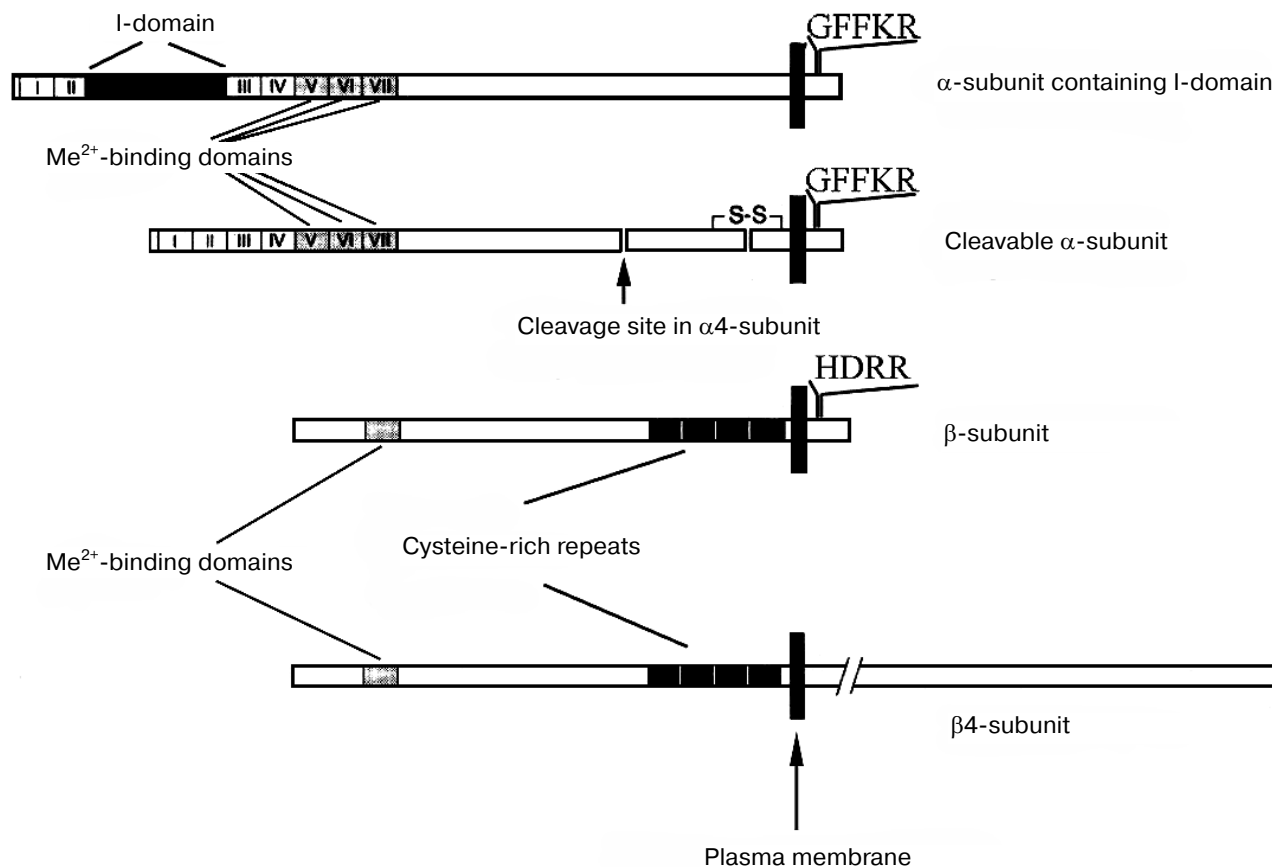 I-domain
GFFKR
I II III IV V VI VII
α-subunit containing I-domain
Me²⁺-binding domains
GFFKR
S-S
I II III IV V VI VII
Cleavable α-subunit
Cleavage site in α4-subunit
HDRR
β-subunit
Me²⁺-binding domains
Cysteine-rich repeats
β4-subunit
Plasma membrane